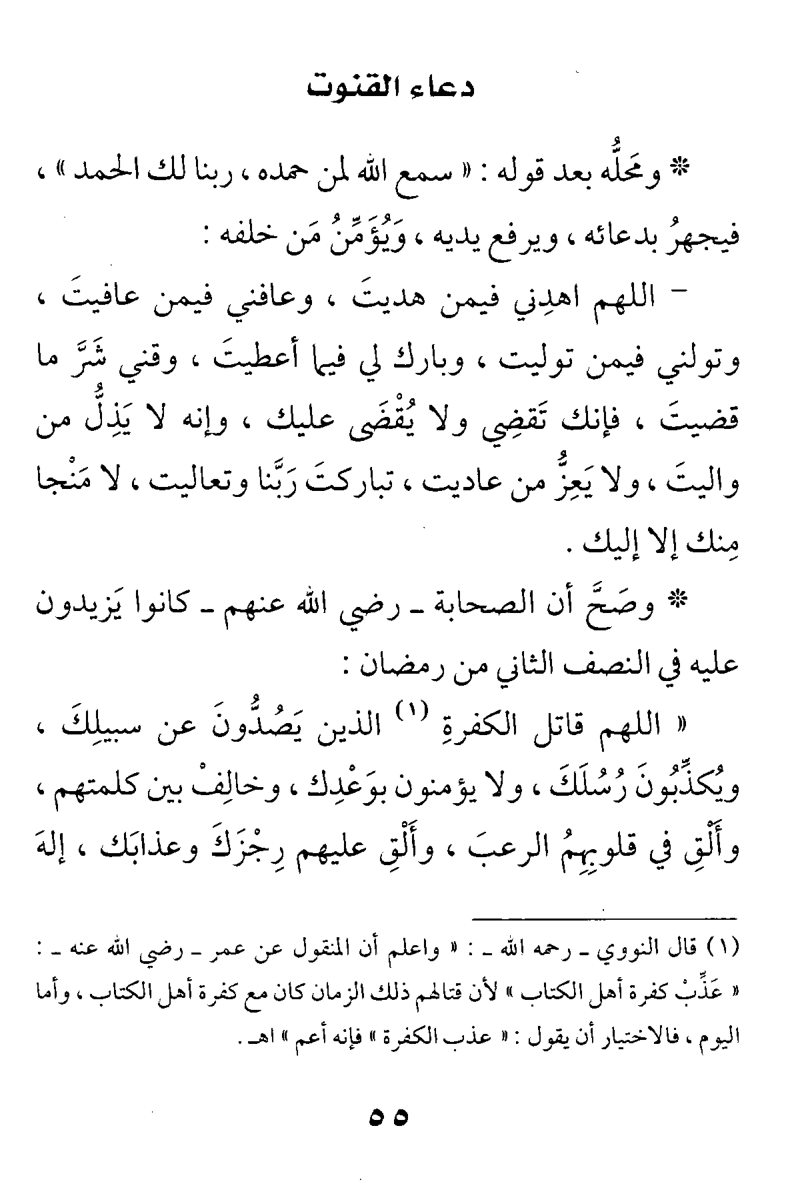 دعاء القنوت
* ومَحلُّه بعد قوله : « سمع الله لمن حمده ، ربنا لك الحمد » ،
فيجهرُ بدعائه ، ويرفع يديه ، وَيُؤَمِّنُ مَن خلفه :
– اللهم اهدِني فيمن هديتَ ، وعافني فيمن عافيتَ ،
وتولني فيمن توليت ، وبارك لي فيما أعطيتَ ، وقني شَرَّ ما
قضيتَ ، فإنك تَقضِي ولا يُقْضَى عليك ، وإنه لا يَذِلُّ من
واليتَ ، ولا يَعِزُّ من عاديت ، تباركتَ رَبَّنا وتعاليت ، لا مَنْجا
مِنك إلا إليك .
* وصَحَّ أن الصحابة ـ رضي الله عنهم ـ كانوا يَزيدون
عليه في النصف الثاني من رمضان :
« اللهم قاتل الكفرةِ (١) الذين يَصُدُّونَ عن سبيلِكَ ،
ويُكذِّبُونَ رُسُلَكَ ، ولا يؤمنون بوَعْدِك ، وخالِفْ بين كلمتهم ،
وأَلْقِ في قلوبِهِمُ الرعبَ ، وأَلْقِ عليهم رِجْزَكَ وعذابَك ، إلهَ
(١) قال النووي ـ رحمه الله ـ : « واعلم أن المنقول عن عمر ـ رضي الله عنه ـ :
« عَذِّبْ كفرة أهل الكتاب » لأن قتالهم ذلك الزمان كان مع كفرة أهل الكتاب ، وأما
اليوم ، فالاختيار أن يقول : « عذب الكفرة » فإنه أعم » اهـ .
٥٥